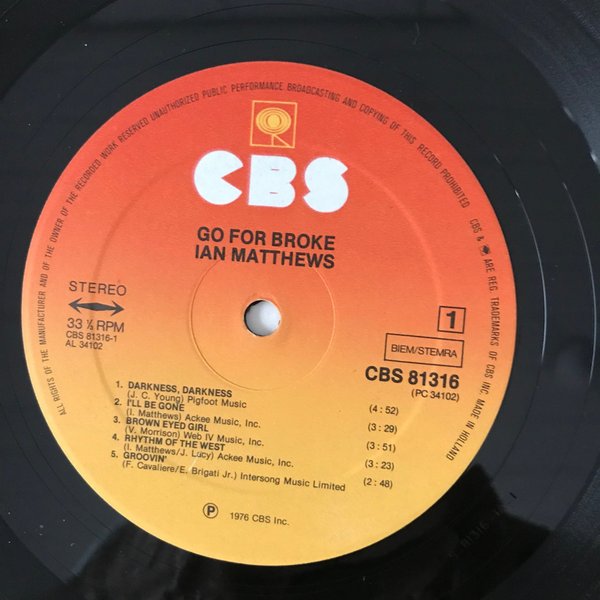 ALL RIGHTS OF THE MANUFACTURER AND OF THE OWNER OF THE RECORDED WORK RESERVED UNAUTHORIZED PUBLIC PERFORMANCE BROADCASTING AND COPYING OF THIS RECORD PROHIBITED
CBS & ARE REG. TRADEMARKS OF CBS INC. MADE IN HOLLAND
CBS
GO FOR BROKE
IAN MATTHEWS
STEREO
33 ⅓ RPM
CBS 81316-1
AL 34102
1
BIEM/STEMRA
CBS 81316
(PC 34102)
1. DARKNESS, DARKNESS
(J. C. Young) Pigfoot Music (4:52)
2. I'LL BE GONE
(I. Matthews) Ackee Music, Inc. (3:29)
3. BROWN EYED GIRL
(V. Morrison) Web IV Music, Inc. (3:51)
4. RHYTHM OF THE WEST
(I. Matthews/J. Lacy) Ackee Music, Inc. (3:23)
5. GROOVIN'
(F. Cavaliere/E. Brigati Jr.) Intersong Music Limited (2:48)
Ⓟ 1976 CBS Inc.